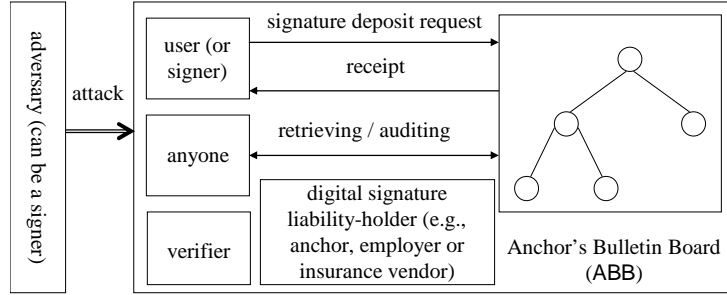 adversary (can be a signer)
attack
user (or
signer)
signature deposit request
receipt
anyone
retrieving / auditing
verifier
digital signature
liability-holder (e.g.,
anchor, employer or
insurance vendor)
Anchor's Bulletin Board
(ABB)